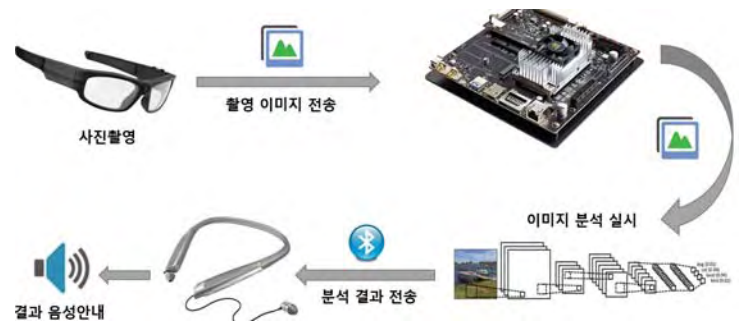 촬영 이미지 전송
사진촬영
이미지 분석 실시
분석 결과 전송
결과 음성안내